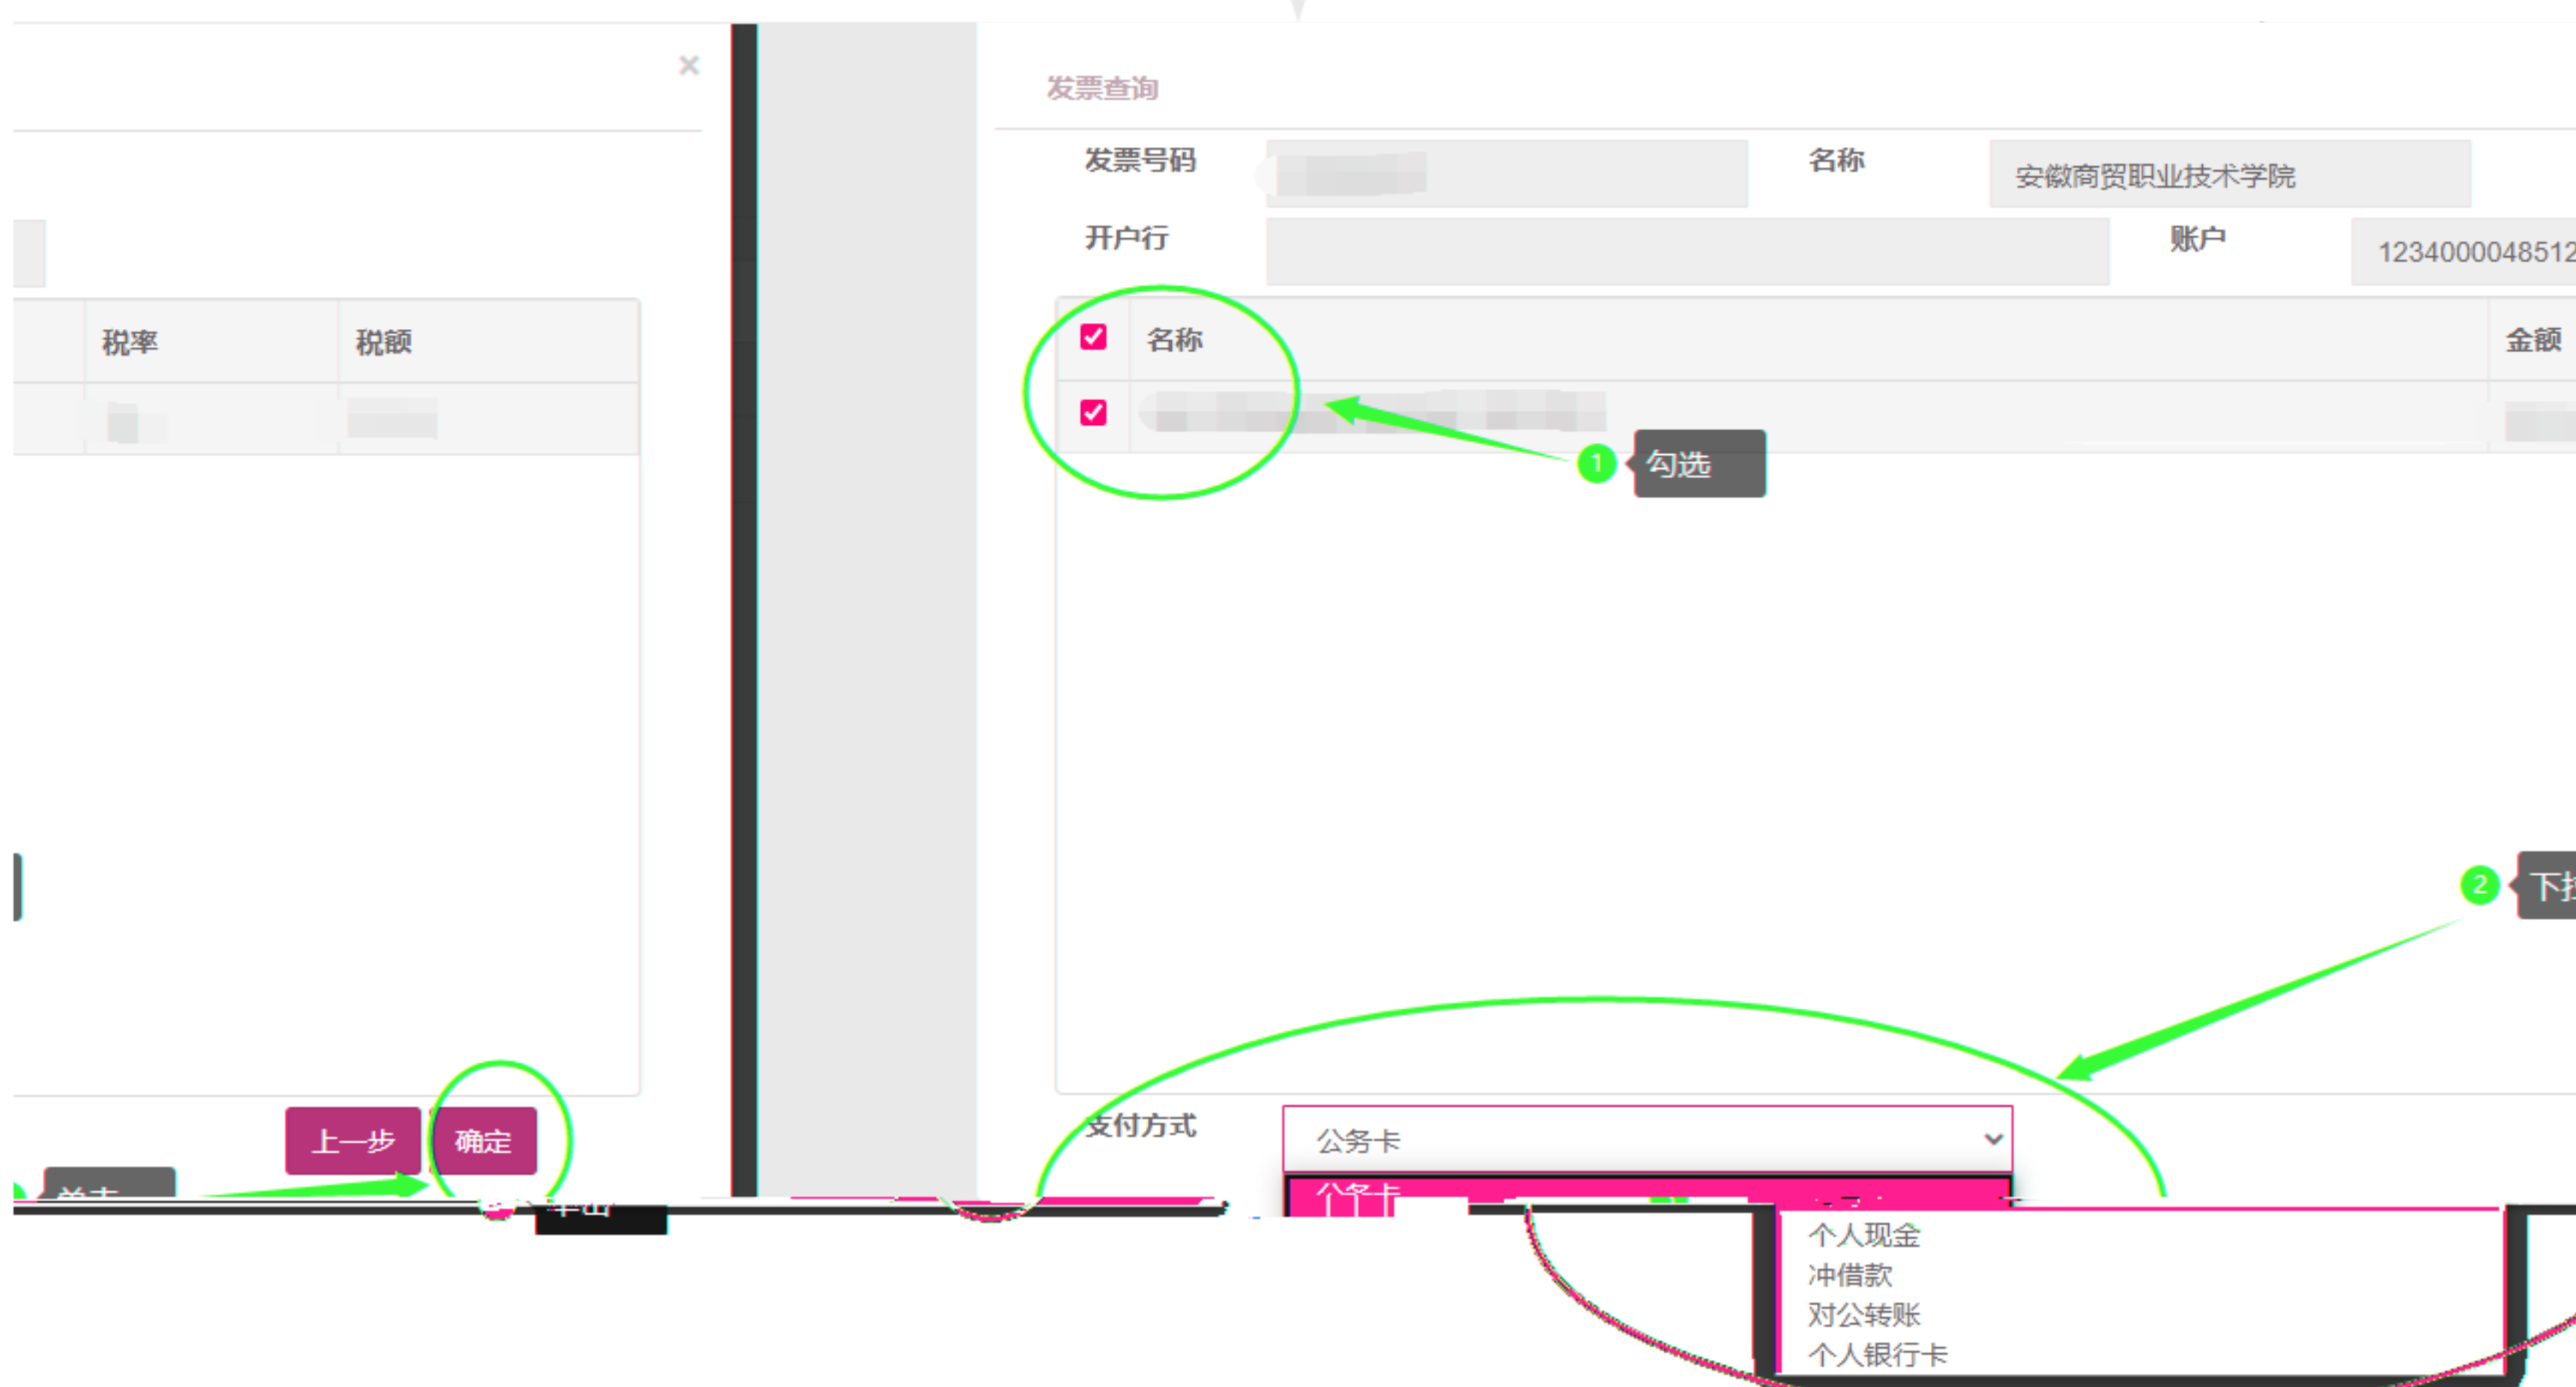 ×
发票查询
发票号码
名称
安徽商贸职业技术学院
开户行
账户
1234000048512
税率
税额
名称
金额
1
勾选
2
支付方式
公务卡
上一步
确定
公务卡
个人现金
冲借款
对公转账
个人银行卡